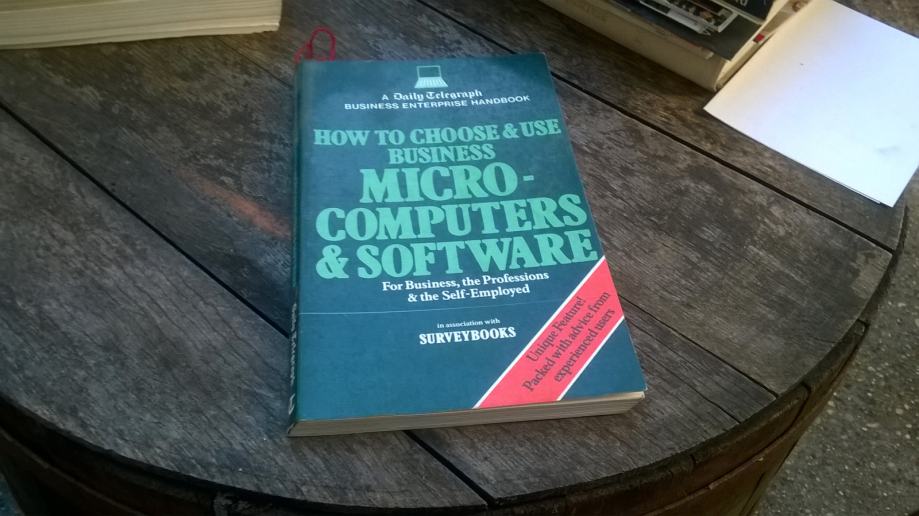 A Daily Telegraph
BUSINESS ENTERPRISE HANDBOOK
HOW TO CHOOSE & USE
BUSINESS
MICRO-
COMPUTERS
& SOFTWARE
For Business, the Professions
& the Self-Employed
in association with
SURVEYBOOKS
Unique Feature!
Packed with advice from
experienced users